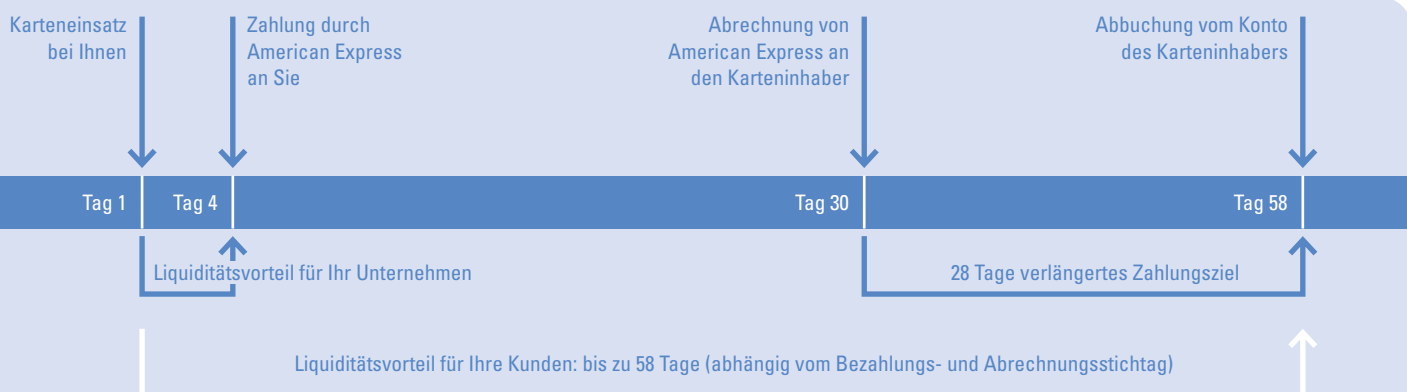 Karteneinsatz
bei Ihnen
Zahlung durch
American Express
an Sie
Abrechnung von
American Express an
den Karteninhaber
Abbuchung vom Konto
des Karteninhabers
Tag 1
Tag 4
Tag 30
Tag 58
Liquiditätsvorteil für Ihr Unternehmen
28 Tage verlängertes Zahlungsziel
Liquiditätsvorteil für Ihre Kunden: bis zu 58 Tage (abhängig vom Bezahlungs- und Abrechnungsstichtag)